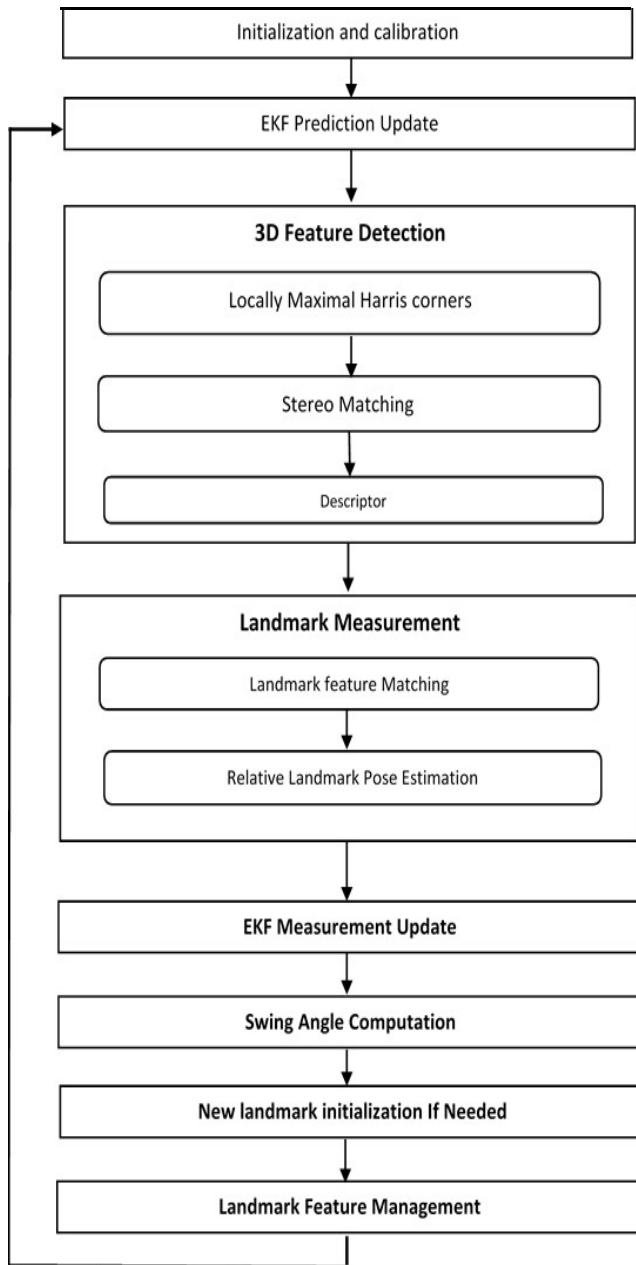 Initialization and calibration
EKF Prediction Update
3D Feature Detection
Locally Maximal Harris corners
Stereo Matching
Descriptor
Landmark Measurement
Landmark feature Matching
Relative Landmark Pose Estimation
EKF Measurement Update
Swing Angle Computation
New landmark initialization If Needed
Landmark Feature Management